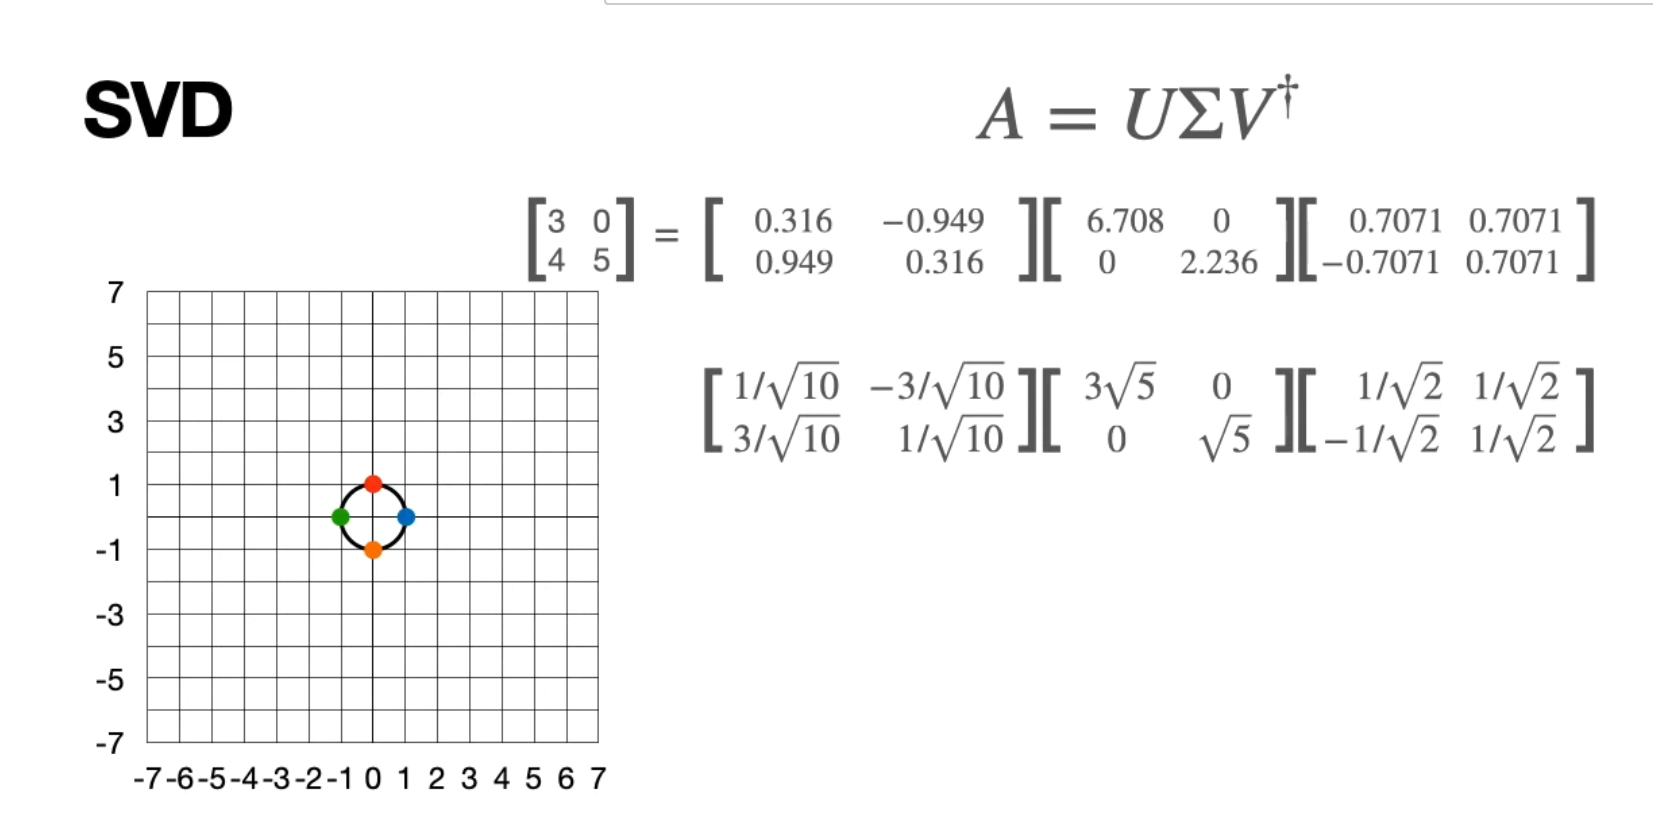 SVD
A = UΣV†
[3 0
4 5] = [0.316 −0.949
0.949 0.316] [6.708 0
0 2.236] [0.7071 0.7071
−0.7071 0.7071]
[1/√10 −3/√10
3/√10 1/√10] [3√5 0
0 √5] [1/√2 1/√2
−1/√2 1/√2]
7
5
3
1
-1
-3
-5
-7
-7 -6 -5 -4 -3 -2 -1 0 1 2 3 4 5 6 7